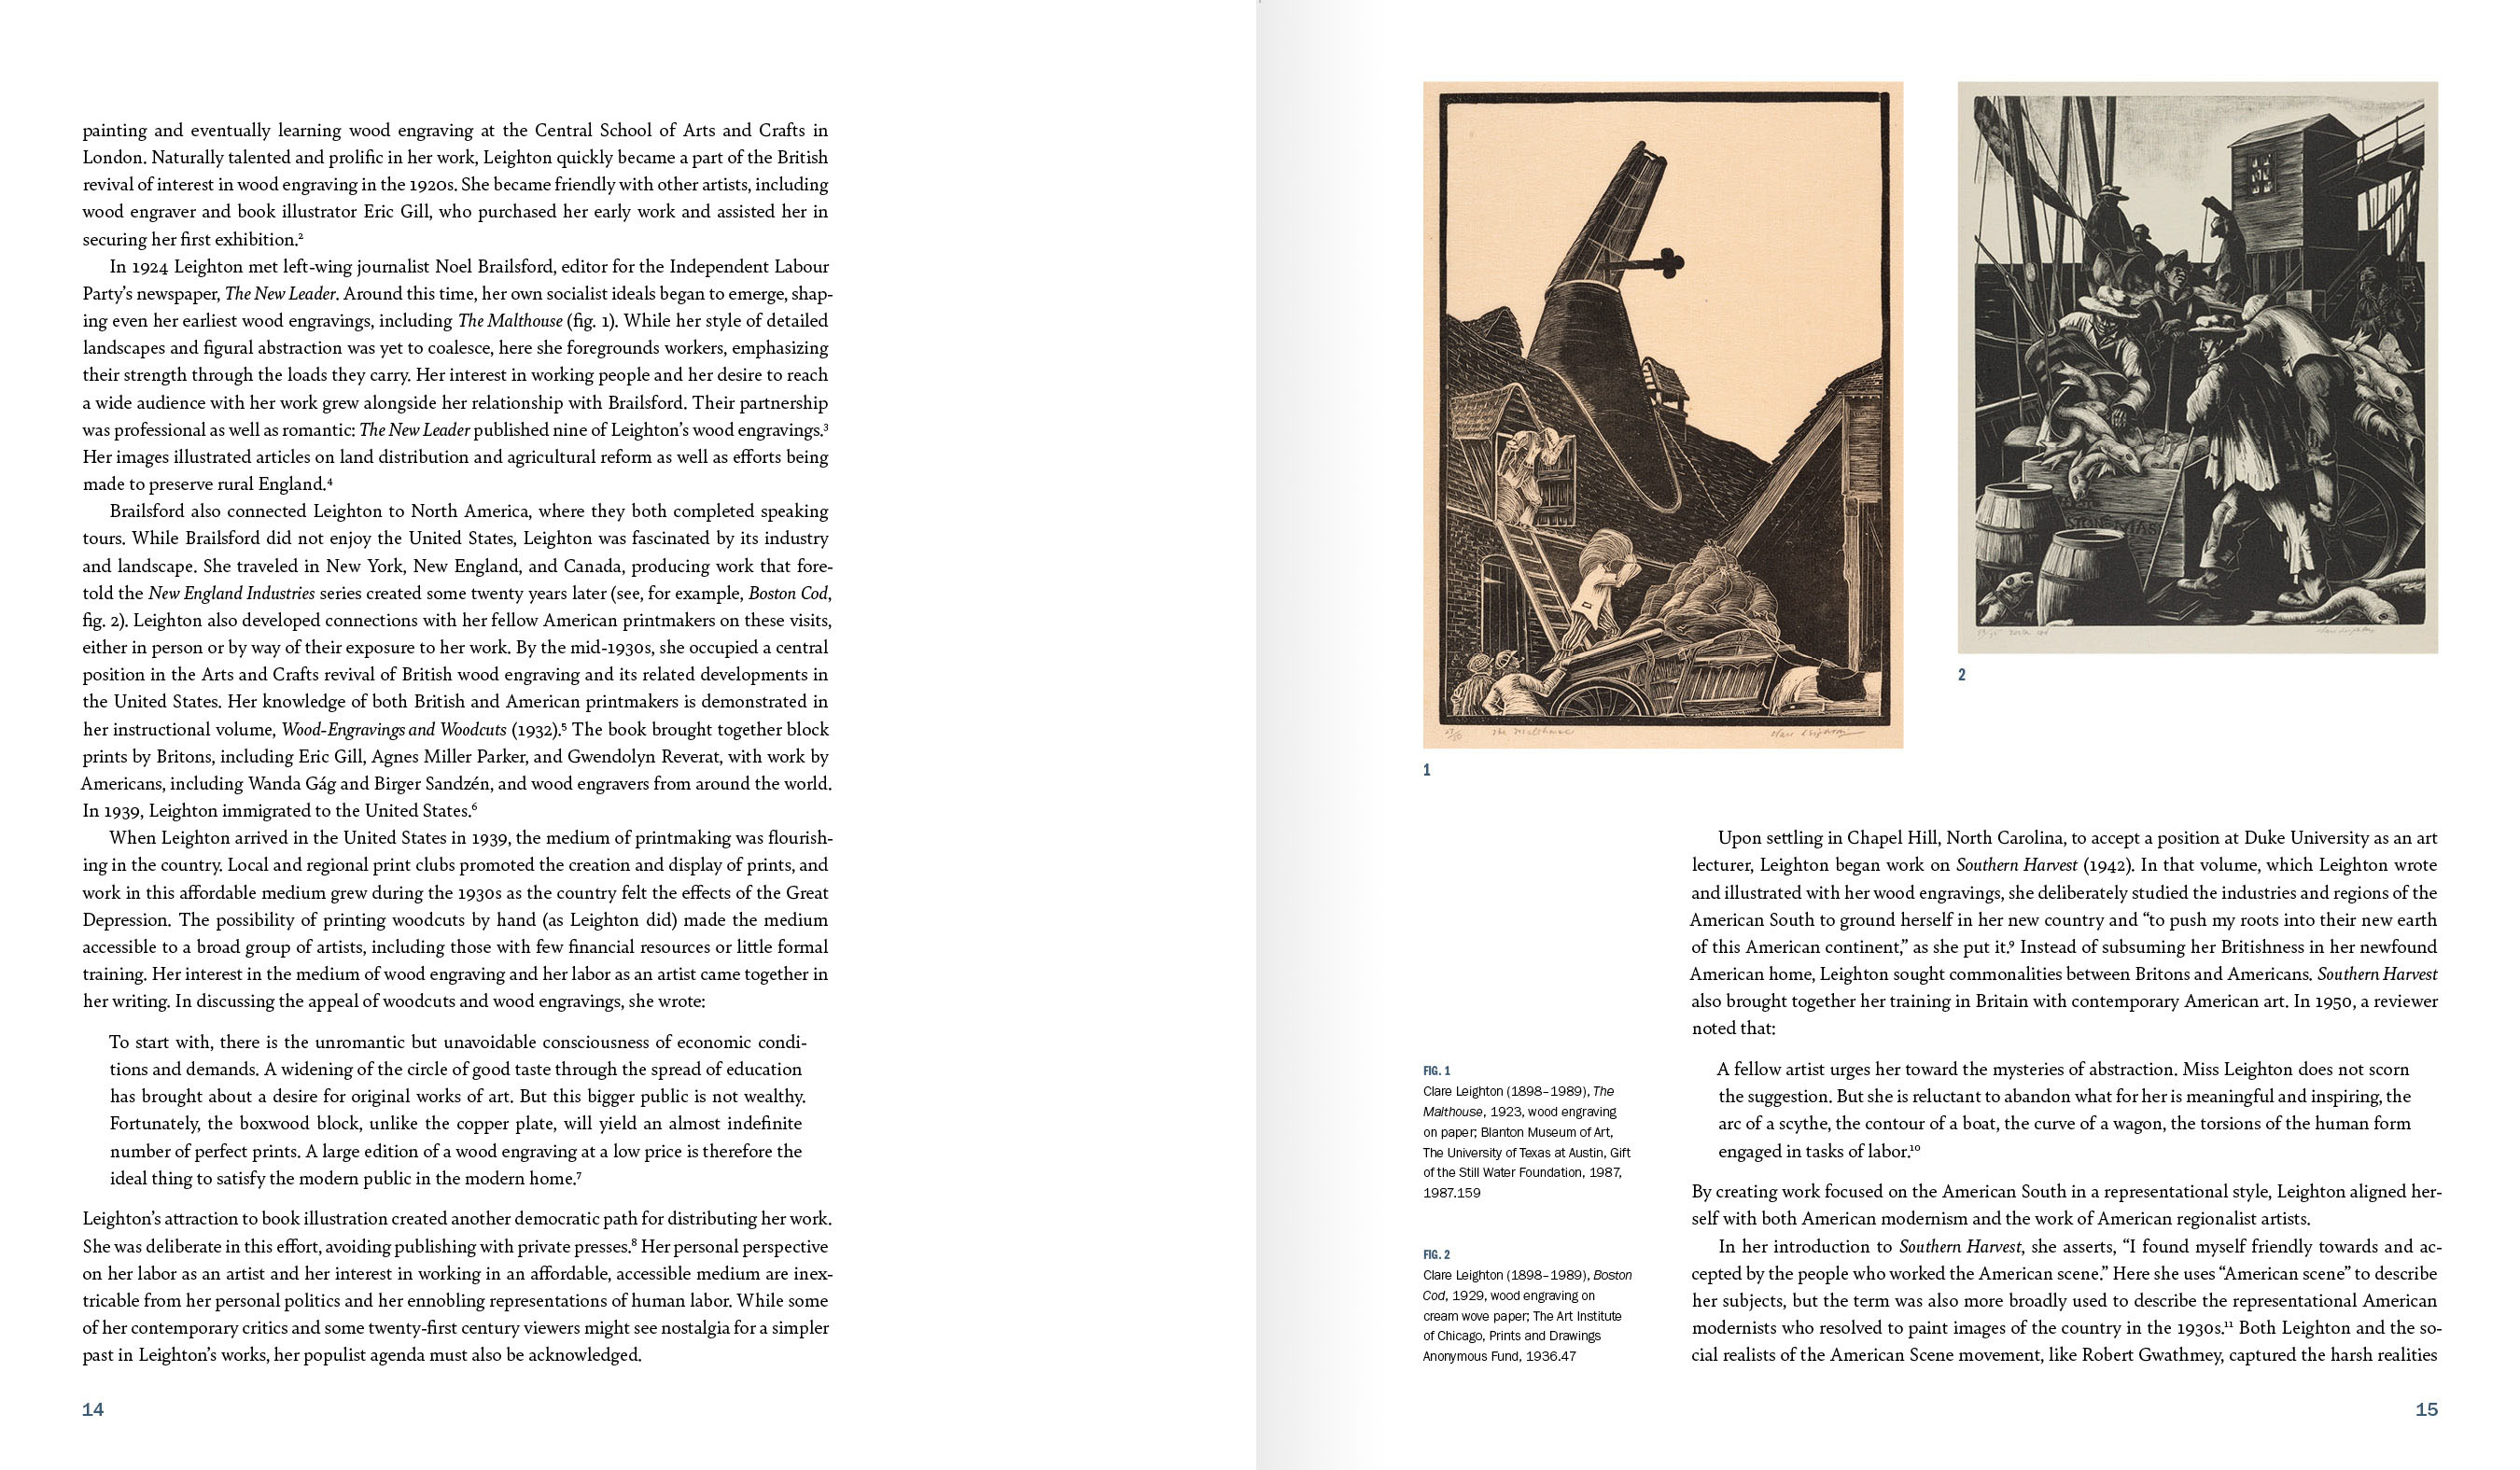 painting and eventually learning wood engraving at the Central School of Arts and Crafts in
London. Naturally talented and prolific in her work, Leighton quickly became a part of the British
revival of interest in wood engraving in the 1920s. She became friendly with other artists, including
wood engraver and book illustrator Eric Gill, who purchased her early work and assisted her in
securing her first exhibition.²
In 1924 Leighton met left-wing journalist Noel Brailsford, editor for the Independent Labour
Party’s newspaper, The New Leader. Around this time, her own socialist ideals began to emerge, shap-
ing even her earliest wood engravings, including The Malthouse (fig. 1). While her style of detailed
landscapes and figural abstraction was yet to coalesce, here she foregrounds workers, emphasizing
their strength through the loads they carry. Her interest in working people and her desire to reach
a wide audience with her work grew alongside her relationship with Brailsford. Their partnership
was professional as well as romantic: The New Leader published nine of Leighton’s wood engravings.³
Her images illustrated articles on land distribution and agricultural reform as well as efforts being
made to preserve rural England.⁴
Brailsford also connected Leighton to North America, where they both completed speaking
tours. While Brailsford did not enjoy the United States, Leighton was fascinated by its industry
and landscape. She traveled in New York, New England, and Canada, producing work that fore-
told the New England Industries series created some twenty years later (see, for example, Boston Cod,
fig. 2). Leighton also developed connections with her fellow American printmakers on these visits,
either in person or by way of their exposure to her work. By the mid-1930s, she occupied a central
position in the Arts and Crafts revival of British wood engraving and its related developments in
the United States. Her knowledge of both British and American printmakers is demonstrated in
her instructional volume, Wood-Engravings and Woodcuts (1932).⁵ The book brought together block
prints by Britons, including Eric Gill, Agnes Miller Parker, and Gwendolyn Reverat, with work by
Americans, including Wanda Gág and Birger Sandzén, and wood engravers from around the world.
In 1939, Leighton immigrated to the United States.⁶
When Leighton arrived in the United States in 1939, the medium of printmaking was flourish-
ing in the country. Local and regional print clubs promoted the creation and display of prints, and
work in this affordable medium grew during the 1930s as the country felt the effects of the Great
Depression. The possibility of printing woodcuts by hand (as Leighton did) made the medium
accessible to a broad group of artists, including those with few financial resources or little formal
training. Her interest in the medium of wood engraving and her labor as an artist came together in
her writing. In discussing the appeal of woodcuts and wood engravings, she wrote:
To start with, there is the unromantic but unavoidable consciousness of economic condi-
tions and demands. A widening of the circle of good taste through the spread of education
has brought about a desire for original works of art. But this bigger public is not wealthy.
Fortunately, the boxwood block, unlike the copper plate, will yield an almost indefinite
number of perfect prints. A large edition of a wood engraving at a low price is therefore the
ideal thing to satisfy the modern public in the modern home.⁷
Leighton’s attraction to book illustration created another democratic path for distributing her work.
She was deliberate in this effort, avoiding publishing with private presses.⁸ Her personal perspective
on her labor as an artist and her interest in working in an affordable, accessible medium are inex-
tricable from her personal politics and her ennobling representations of human labor. While some
of her contemporary critics and some twenty-first century viewers might see nostalgia for a simpler
past in Leighton’s works, her populist agenda must also be acknowledged.
14
The Malthouse
Clare Leighton
1
2
Upon settling in Chapel Hill, North Carolina, to accept a position at Duke University as an art
lecturer, Leighton began work on Southern Harvest (1942). In that volume, which Leighton wrote
and illustrated with her wood engravings, she deliberately studied the industries and regions of the
American South to ground herself in her new country and “to push my roots into their new earth
of this American continent,” as she put it.⁹ Instead of subsuming her Britishness in her newfound
American home, Leighton sought commonalities between Britons and Americans. Southern Harvest
also brought together her training in Britain with contemporary American art. In 1950, a reviewer
noted that:
A fellow artist urges her toward the mysteries of abstraction. Miss Leighton does not scorn
the suggestion. But she is reluctant to abandon what for her is meaningful and inspiring, the
arc of a scythe, the contour of a boat, the curve of a wagon, the torsions of the human form
engaged in tasks of labor.¹⁰
By creating work focused on the American South in a representational style, Leighton aligned her-
self with both American modernism and the work of American regionalist artists.
In her introduction to Southern Harvest, she asserts, “I found myself friendly towards and ac-
cepted by the people who worked the American scene.” Here she uses “American scene” to describe
her subjects, but the term was also more broadly used to describe the representational American
modernists who resolved to paint images of the country in the 1930s.¹¹ Both Leighton and the so-
cial realists of the American Scene movement, like Robert Gwathmey, captured the harsh realities
FIG. 1
Clare Leighton (1898–1989), The
Malthouse, 1923, wood engraving
on paper; Blanton Museum of Art,
The University of Texas at Austin, Gift
of the Still Water Foundation, 1987,
1987.159
FIG. 2
Clare Leighton (1898–1989), Boston
Cod, 1929, wood engraving on
cream wove paper; The Art Institute
of Chicago, Prints and Drawings
Anonymous Fund, 1936.47
15